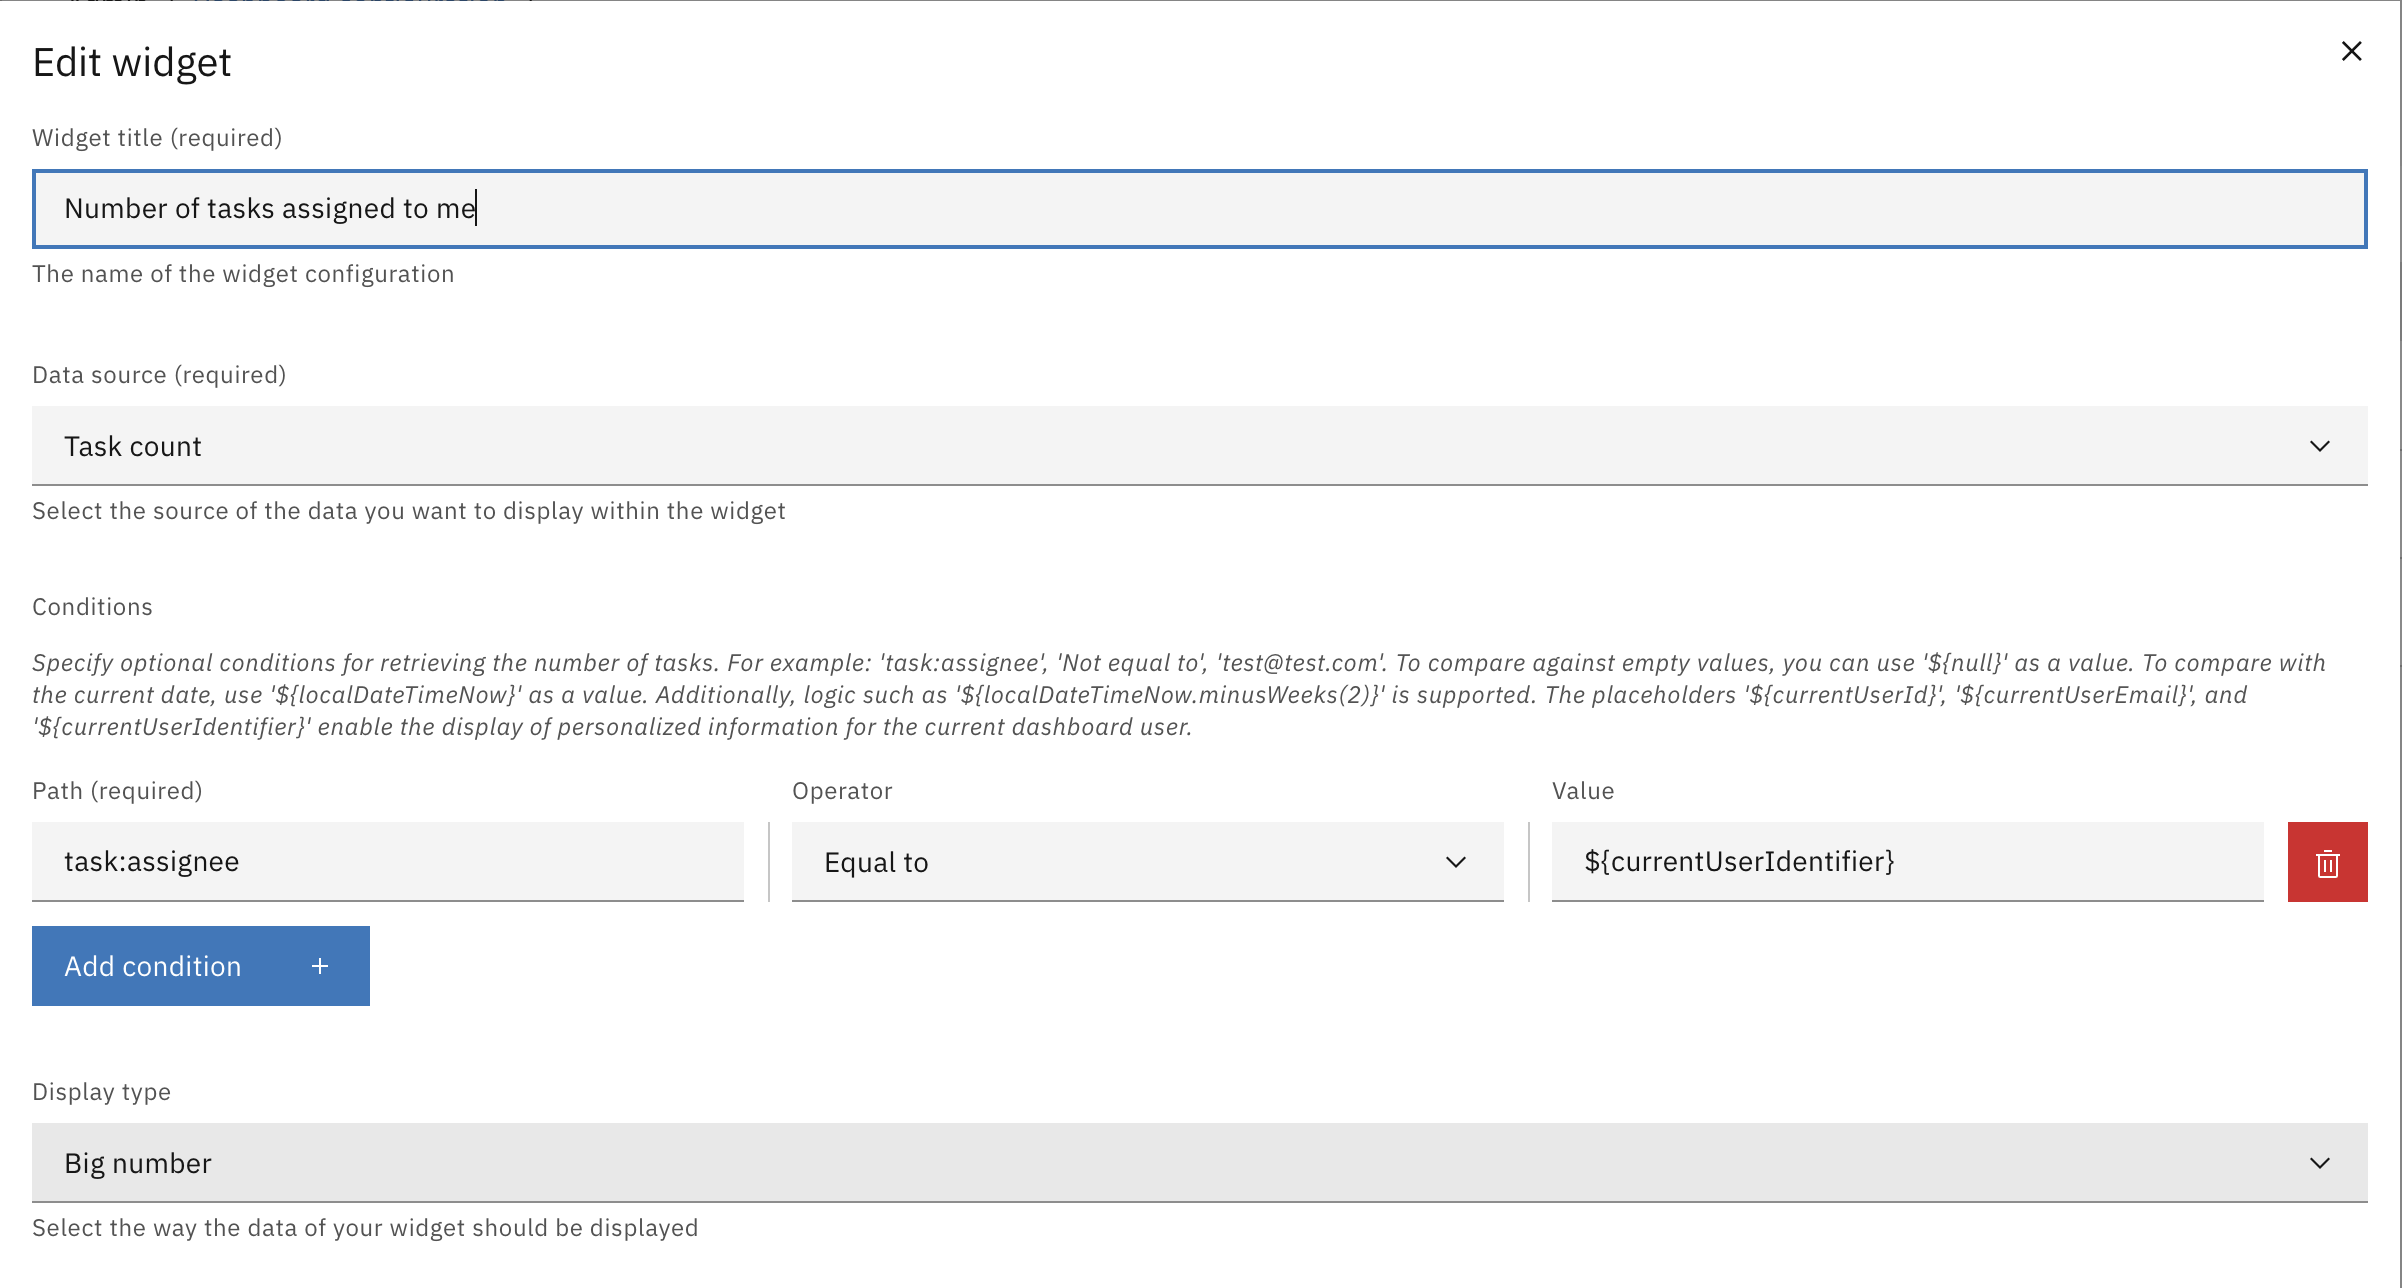 Edit widget
Widget title (required)
Number of tasks assigned to me
The name of the widget configuration
Data source (required)
Task count
Select the source of the data you want to display within the widget
Conditions
Specify optional conditions for retrieving the number of tasks. For example: 'task:assignee', 'Not equal to', 'test@test.com'. To compare against empty values, you can use '${null}' as a value. To compare with
the current date, use '${localDateTimeNow}' as a value. Additionally, logic such as '${localDateTimeNow.minusWeeks(2)}' is supported. The placeholders '${currentUserId}', '${currentUserEmail}', and
'${currentUserIdentifier}' enable the display of personalized information for the current dashboard user.
Path (required) Operator Value
task:assignee Equal to ${currentUserIdentifier}
Add condition +
Display type
Big number
Select the way the data of your widget should be displayed